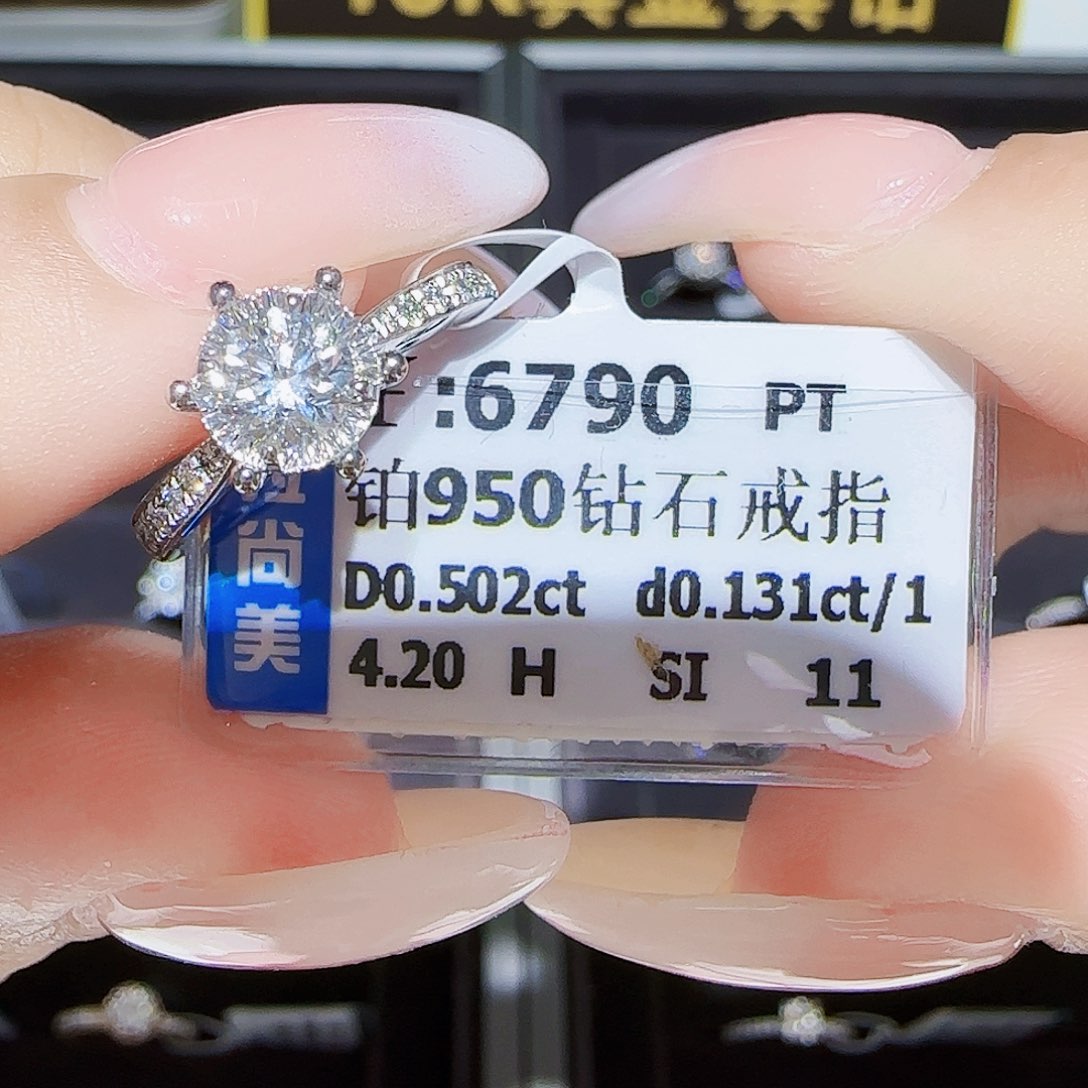 :6790 PT
铂950钻石戒指
D0.502ct d0.131ct/1
4.20 H SI 11
尚美